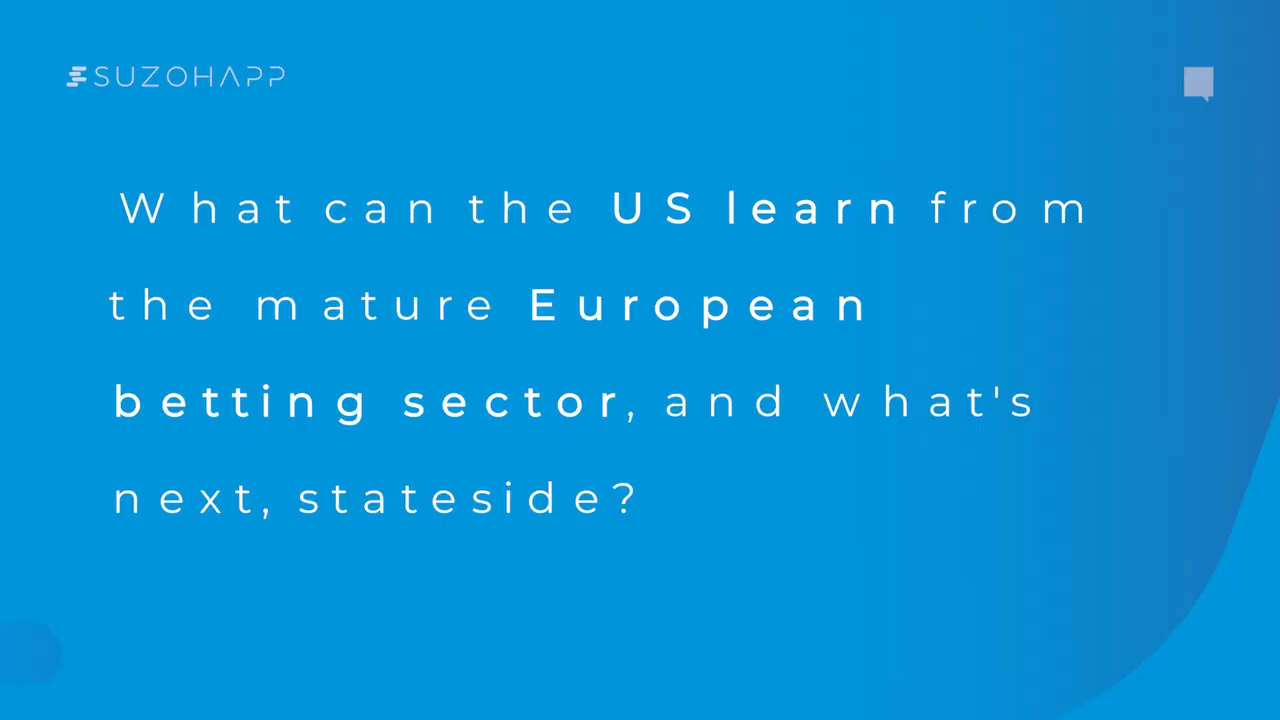 SUZOHAPP
What can the US learn from
the mature European
betting sector, and what's
next, stateside?